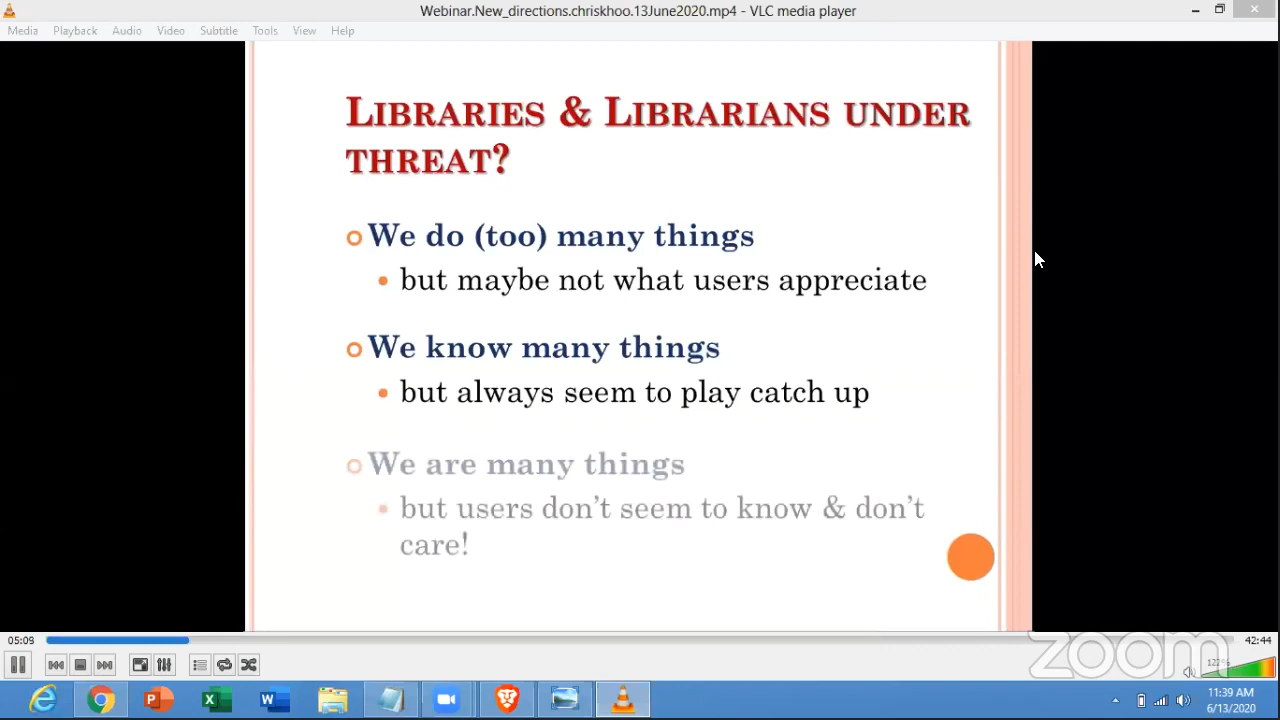 Webinar.New_directions.chriskhoo.13June2020.mp4 - VLC media player
Media Playback Audio Video Subtitle Tools View Help
LIBRARIES & LIBRARIANS UNDER
THREAT?
We do (too) many things
but maybe not what users appreciate
We know many things
but always seem to play catch up
We are many things
but users don't seem to know & don't
care!
05:09
42:44
zoom
122%
11:39 AM
6/13/2020